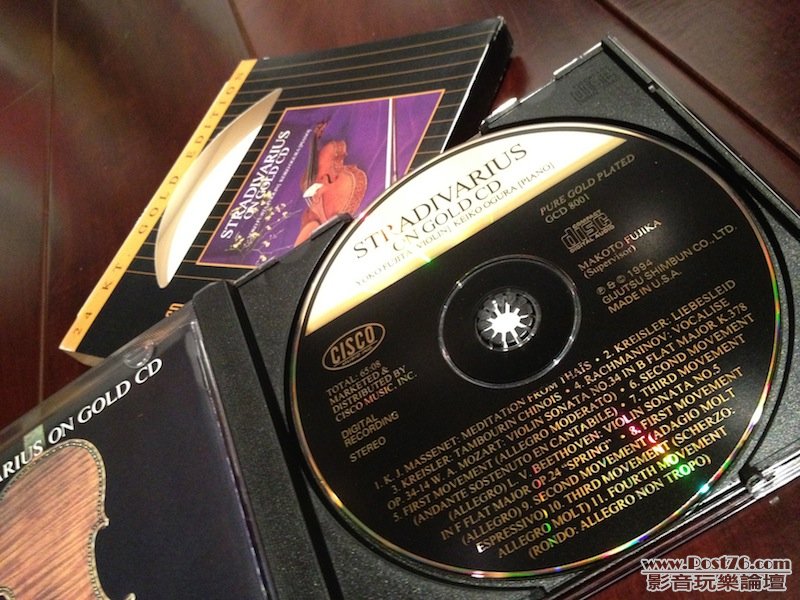 24 KT. GOLD EDITION
STRADIVARIUS
ON GOLD CD
CD
ARIUS ON GOLD CD
STRADIVARIUS
ON GOLD CD
YOKO FUJITA [VIOLIN] KEIKO OGURA [PIANO]
PURE GOLD PLATED
GCD 8001
COMPACT
disc
DIGITAL AUDIO
MAKOTO FUJIKA
(Supervisor)
℗ & © 1994
GIJUTSU SHIMBUN CO., LTD.
MADE IN U.S.A.
CISCO
TOTAL: 65:08
MARKETED &
DISTRIBUTED BY
CISCO MUSIC, INC.
DIGITAL
RECORDING
STEREO
1. K. J. MASSENET: MEDITATION FROM THAÏS • 2. KREISLER: LIEBESLEID
3. KREISLER: TAMBOURIN CHINOIS • 4. RACHMANINOV: VOCALISE
OP. 34-14 W. A. MOZART: VIOLIN SONATA NO.34 IN B FLAT MAJOR K.378
5. FIRST MOVEMENT (ALLEGRO MODERATO) • 6. SECOND MOVEMENT
(ANDANTE SOSTENUTO EN CANTABILE) • 7. THIRD MOVEMENT
(ALLEGRO) L. V. BEETHOVEN: VIOLIN SONATA NO.5
IN F FLAT MAJOR OP.24 "SPRING" • 8. FIRST MOVEMENT
(ALLEGRO) 9. SECOND MOVEMENT (ADAGIO MOLT
ESPRESSIVO) 10. THIRD MOVEMENT (SCHERZO:
ALLEGRO MOLT) 11. FOURTH MOVEMENT
(RONDO: ALLEGRO NON TROPO)
www.Post76.com
影音玩樂論壇